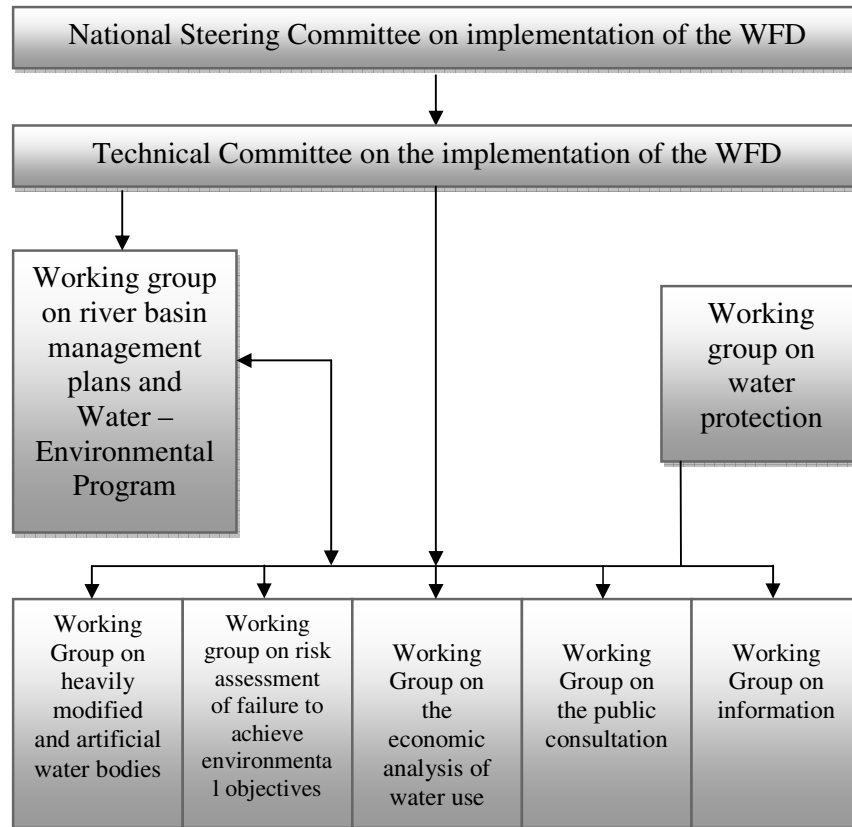 National Steering Committee on implementation of the WFD
Technical Committee on the implementation of the WFD
Working group
on river basin
management
plans and
Water –
Environmental
Program
Working
group on
water
protection
Working
Group on
heavily
modified
and artificial
water bodies
Working
group on risk
assessment
of failure to
achieve
environmenta
l objectives
Working
Group on
the
economic
analysis of
water use
Working
Group on
the public
consultation
Working
Group on
information